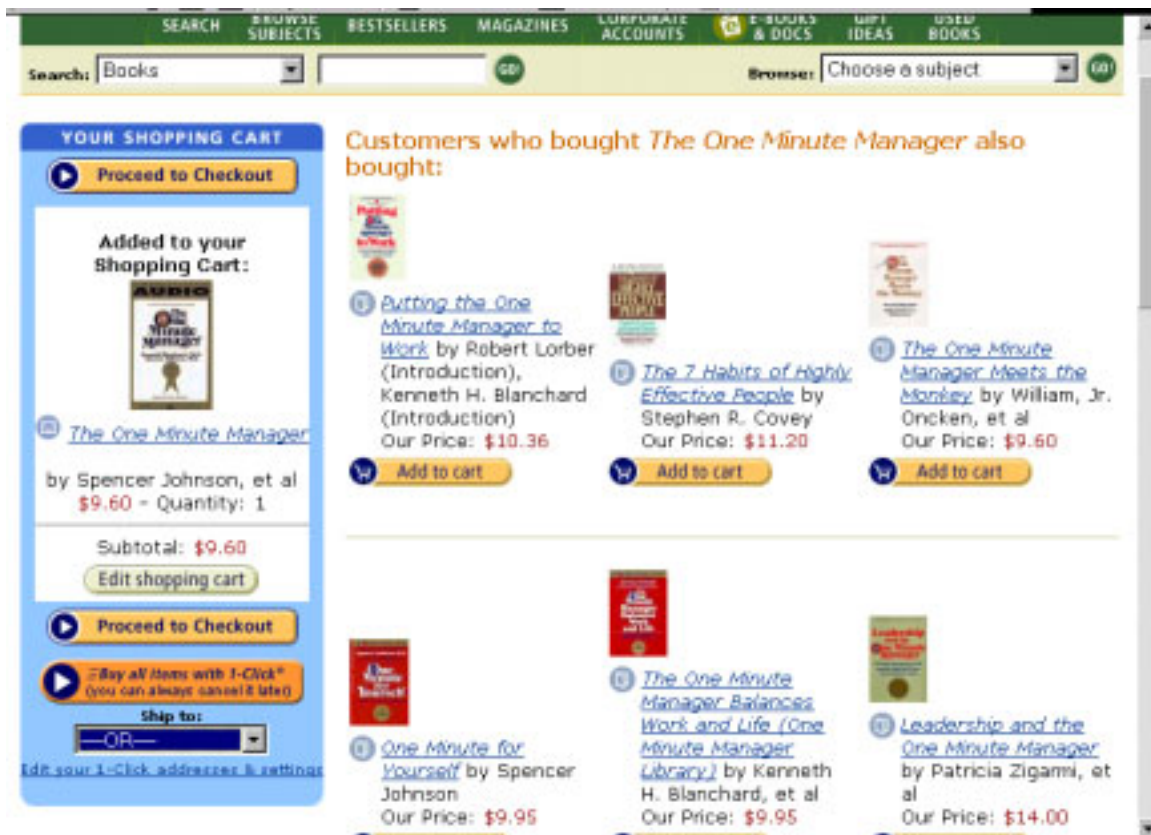 SEARCH
BROWSE
SUBJECTS
BESTSELLERS
MAGAZINES
CORPORATE
ACCOUNTS
e
E-BOOKS
& DOCS
GIFT
IDEAS
USED
BOOKS
Search: Books
GO!
Browse: Choose a subject
GO!
YOUR SHOPPING CART
Proceed to Checkout
Added to your
Shopping Cart:
AUDIO
The One
Minute
Manager
The One Minute Manager
by Spencer Johnson, et al
$9.60 - Quantity: 1
Subtotal: $9.60
Edit shopping cart
Proceed to Checkout
Buy all items with 1-Click®
(you can always cancel it later)
Ship to:
—OR—
Edit your 1-Click addresses & settings
Customers who bought The One Minute Manager also
bought:
Putting the One
Minute Manager to
Work by Robert Lorber
(Introduction),
Kenneth H. Blanchard
(Introduction)
Our Price: $10.36
Add to cart
HIGHLY
EFFECTIVE
PEOPLE
The 7 Habits of Highly
Effective People by
Stephen R. Covey
Our Price: $11.20
Add to cart
The One Minute
Manager Meets the
Monkey by William, Jr.
Oncken, et al
Our Price: $9.60
Add to cart
One Minute for
Yourself by Spencer
Johnson
Our Price: $9.95
The One Minute
Manager Balances
Work and Life (One
Minute Manager
Library) by Kenneth
H. Blanchard, et al
Our Price: $9.95
Leadership
Leadership and the
One Minute Manager
by Patricia Zigarmi, et
al
Our Price: $14.00